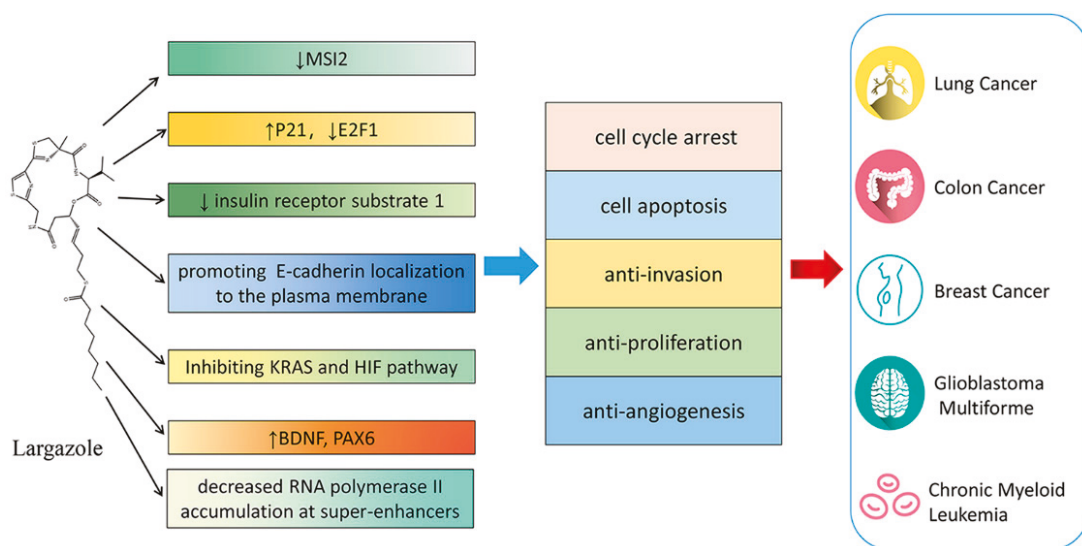 ↓MSI2
↑P21, ↓E2F1
↓ insulin receptor substrate 1
promoting E-cadherin localization
to the plasma membrane
Inhibiting KRAS and HIF pathway
↑BDNF, PAX6
decreased RNA polymerase II
accumulation at super-enhancers
Largazole
cell cycle arrest
cell apoptosis
anti-invasion
anti-proliferation
anti-angiogenesis
Lung Cancer
Colon Cancer
Breast Cancer
Glioblastoma
Multiforme
Chronic Myeloid
Leukemia